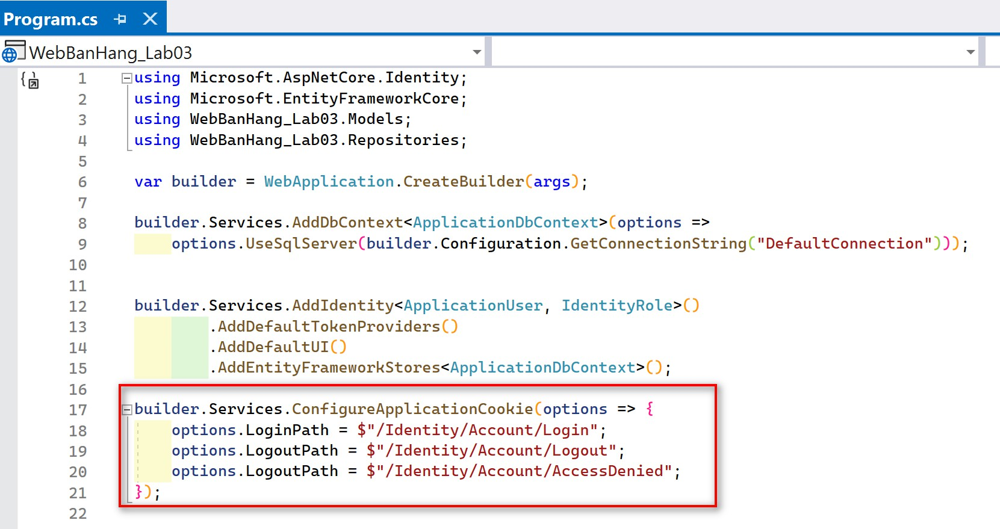 Program.cs
WebBanHang_Lab03
1 using Microsoft.AspNetCore.Identity;
2 using Microsoft.EntityFrameworkCore;
3 using WebBanHang_Lab03.Models;
4 using WebBanHang_Lab03.Repositories;
5
6 var builder = WebApplication.CreateBuilder(args);
7
8 builder.Services.AddDbContext<ApplicationDbContext>(options =>
9 options.UseSqlServer(builder.Configuration.GetConnectionString("DefaultConnection")));
10
11
12 builder.Services.AddIdentity<ApplicationUser, IdentityRole>()
13 .AddDefaultTokenProviders()
14 .AddDefaultUI()
15 .AddEntityFrameworkStores<ApplicationDbContext>();
16
17 builder.Services.ConfigureApplicationCookie(options => {
18 options.LoginPath = $"/Identity/Account/Login";
19 options.LogoutPath = $"/Identity/Account/Logout";
20 options.LogoutPath = $"/Identity/Account/AccessDenied";
21 });
22